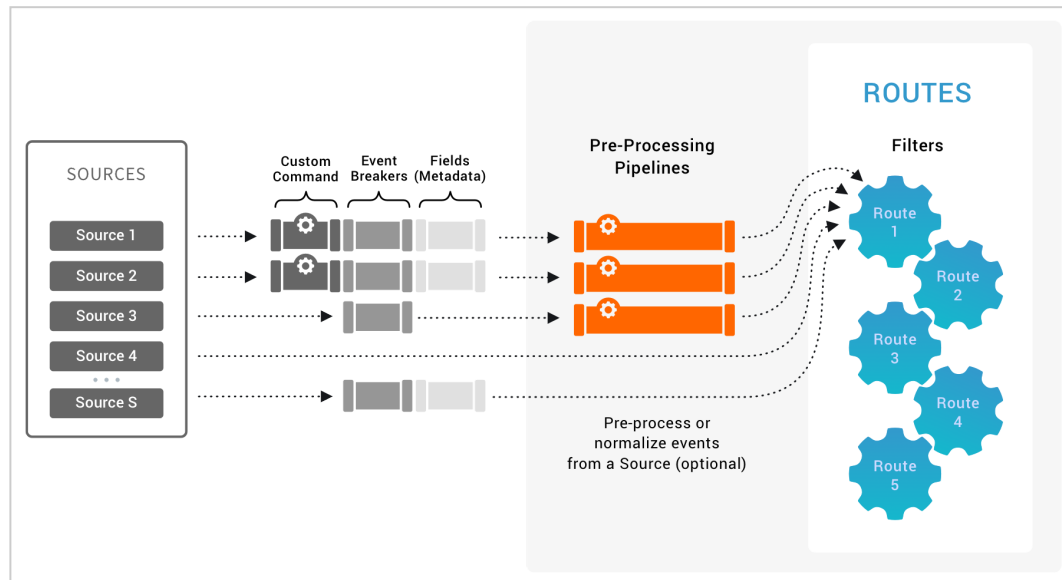 ROUTES
Pre-Processing
Pipelines
Filters
SOURCES
Custom
Command
Event
Breakers
Fields
(Metadata)
Source 1
Source 2
Source 3
Source 4
Source S
Route
1
Route
2
Route
3
Route
4
Route
5
Pre-process or
normalize events
from a Source (optional)